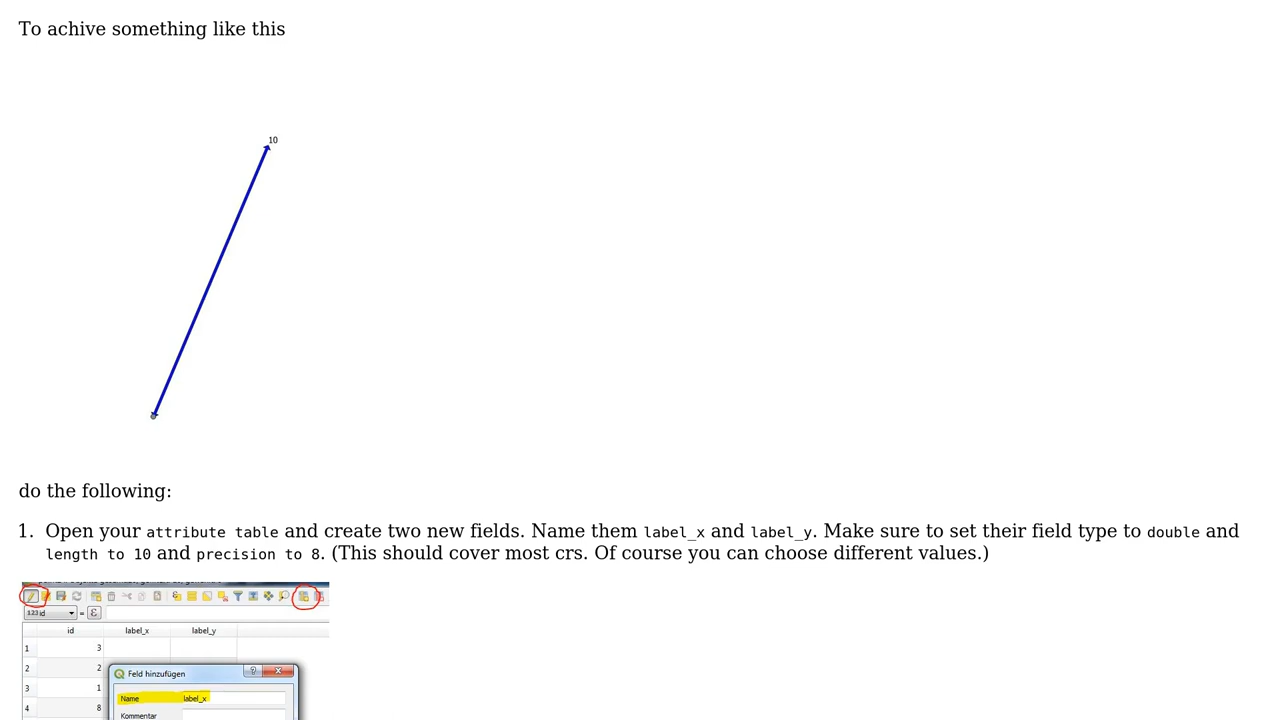 To achive something like this
10
do the following:
1. Open your attribute table and create two new fields. Name them label_x and label_y. Make sure to set their field type to double and
length to 10 and precision to 8. (This should cover most crs. Of course you can choose different values.)
123 id = ε
id label_x label_y
1 3
2 2
Feld hinzufügen ? X
3 1
Name label_x
4 8
Kommentar